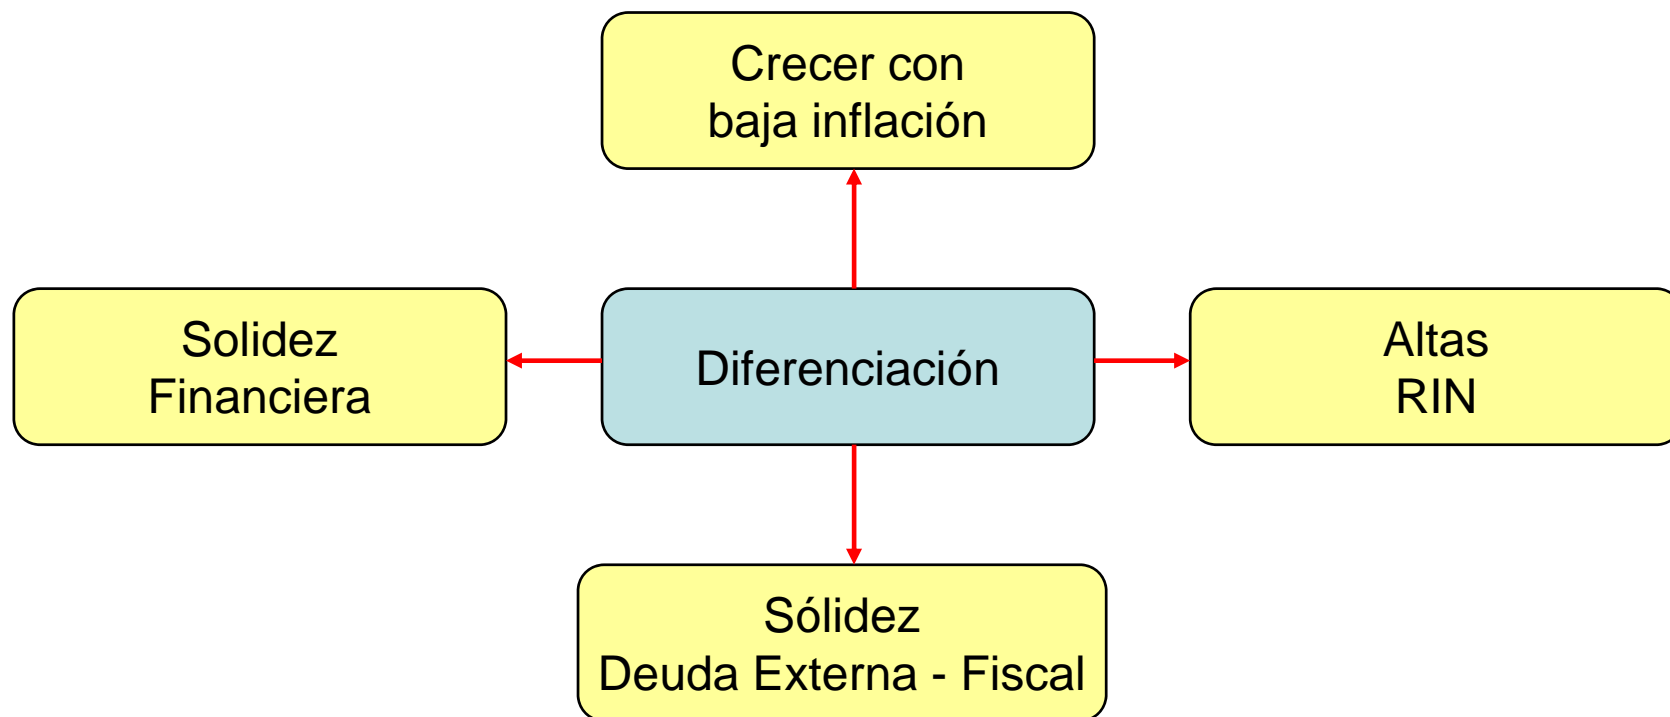 Crecer con
baja inflación
Solidez
Financiera
Diferenciación
Altas
RIN
Sólidez
Deuda Externa - Fiscal